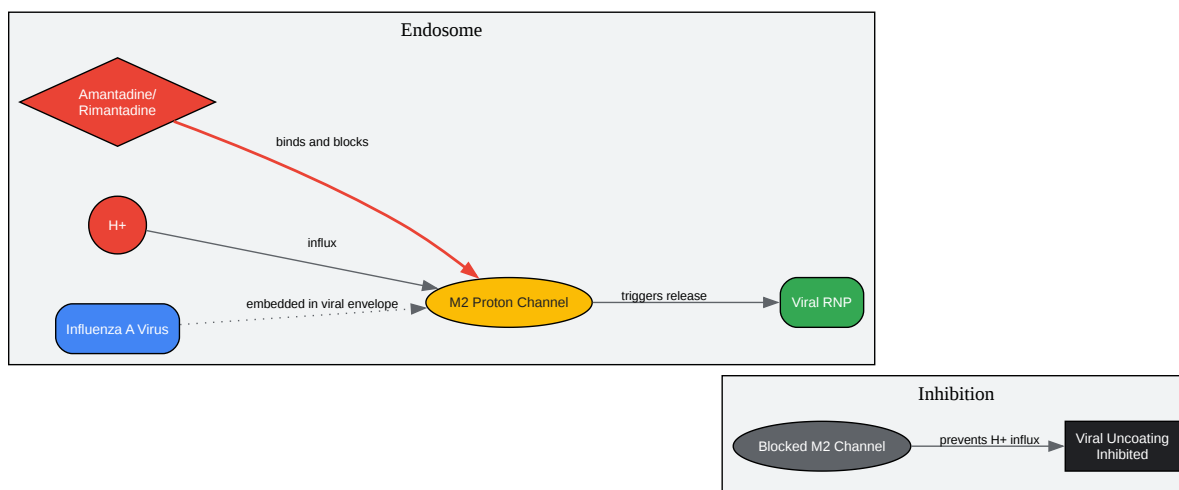 Endosome
Amantadine/
Rimantadine
binds and blocks
H+
influx
embedded in viral envelope
M2 Proton Channel
triggers release
Viral RNP
Influenza A Virus
Inhibition
Blocked M2 Channel
prevents H+ influx
Viral Uncoating
Inhibited